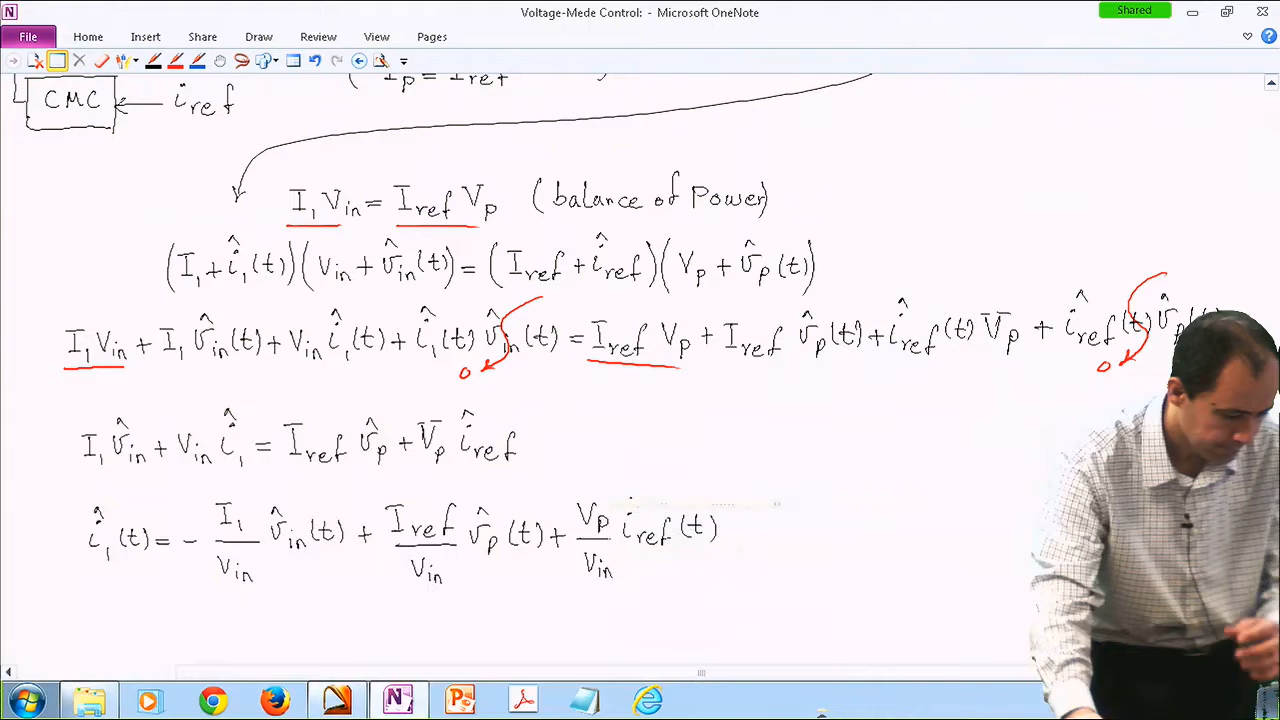 Voltage-Mede Control: - Microsoft OneNote
Shared
File Home Insert Share Draw Review View Pages
CMC ← i_ref
( I_p = I_ref )
I_1 V_in = I_ref V_p (balance of Power)
(I_1 + î_1(t))(V_in + v̂_in(t)) = (I_ref + î_ref)(V_p + v̂_p(t))
I_1 V_in + I_1 v̂_in(t) + V_in î_1(t) + î_1(t) v̂_in(t) = I_ref V_p + I_ref v̂_p(t) + î_ref(t) V_p + î_ref(t) v̂_p(
0 0
I_1 v̂_in + V_in î_1 = I_ref v̂_p + V_p î_ref
î_1(t) = - I_1/V_in v̂_in(t) + I_ref/V_in v̂_p(t) + V_p/V_in i_ref(t)